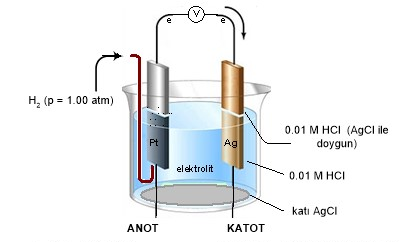 V
e
e
H2 (p = 1.00 atm)
Pt
Ag
elektrolit
0.01 M HCl (AgCl ile
doygun)
0.01 M HCl
katı AgCl
ANOT
KATOT